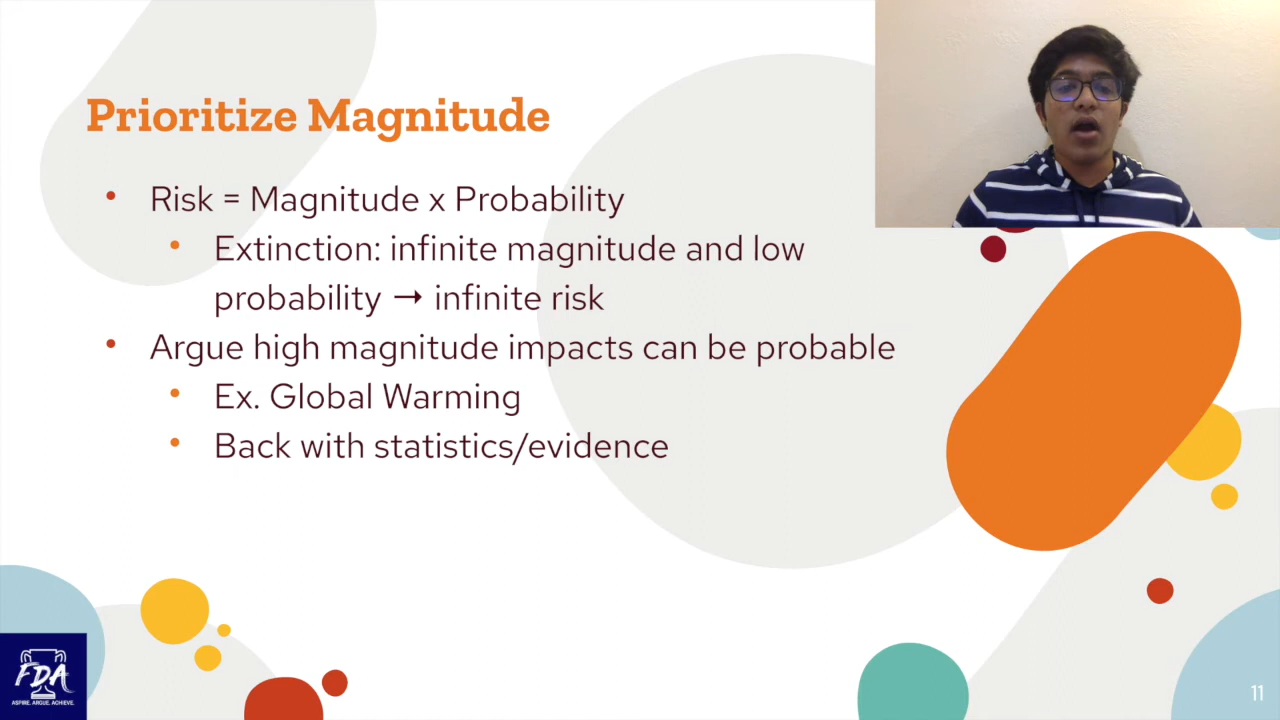 Prioritize Magnitude
• Risk = Magnitude x Probability
• Extinction: infinite magnitude and low
probability → infinite risk
• Argue high magnitude impacts can be probable
• Ex. Global Warming
• Back with statistics/evidence
FDA
ASPIRE. ARGUE. ACHIEVE.
11